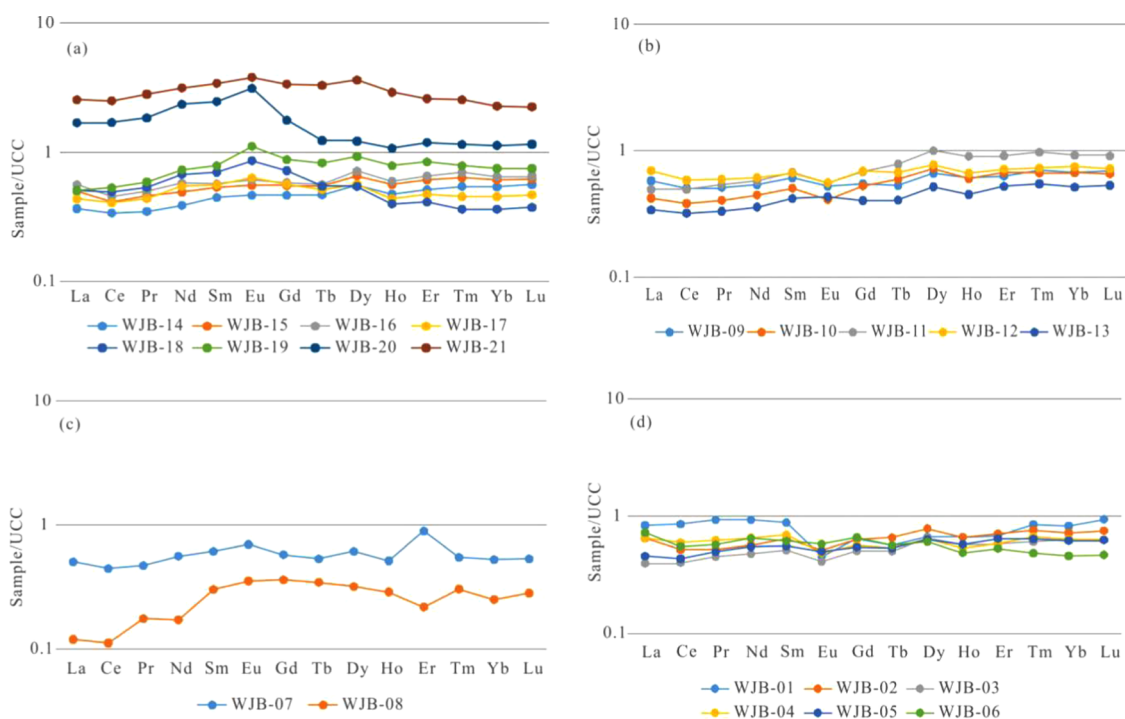 10
(a)
1
Sample/UCC
0.1
La Ce Pr Nd Sm Eu Gd Tb Dy Ho Er Tm Yb Lu
WJB-14 WJB-15 WJB-16 WJB-17
WJB-18 WJB-19 WJB-20 WJB-21
10
(b)
1
Sample/UCC
0.1
La Ce Pr Nd Sm Eu Gd Tb Dy Ho Er Tm Yb Lu
WJB-09 WJB-10 WJB-11 WJB-12 WJB-13
10
(c)
1
Sample/UCC
0.1
La Ce Pr Nd Sm Eu Gd Tb Dy Ho Er Tm Yb Lu
WJB-07 WJB-08
10
(d)
1
Sample/UCC
0.1
La Ce Pr Nd Sm Eu Gd Tb Dy Ho Er Tm Yb Lu
WJB-01 WJB-02 WJB-03
WJB-04 WJB-05 WJB-06